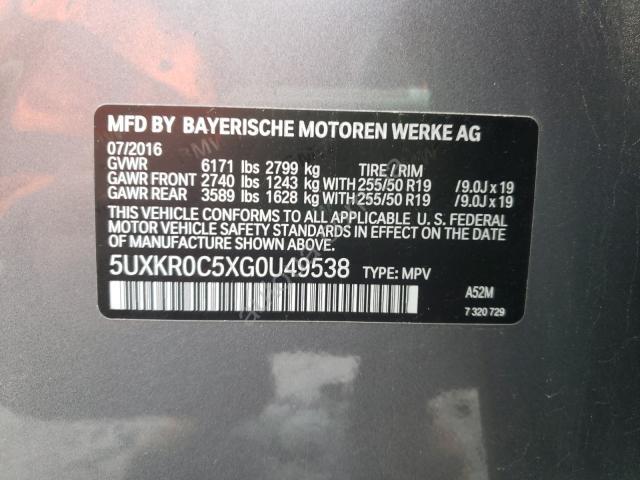 MFD BY BAYERISCHE MOTOREN WERKE AG
07/2016
GVWR 6171 lbs 2799 kg TIRE / RIM
GAWR FRONT 2740 lbs 1243 kg WITH 255/50 R19 /9.0J x 19
GAWR REAR 3589 lbs 1628 kg WITH 255/50 R19 /9.0J x 19
THIS VEHICLE CONFORMS TO ALL APPLICABLE U. S. FEDERAL
MOTOR VEHICLE SAFETY STANDARDS IN EFFECT ON THE
DATE OF MANUFACTURE SHOWN ABOVE.
5UXKR0C5XG0U49538 TYPE: MPV A52M
7 320 729